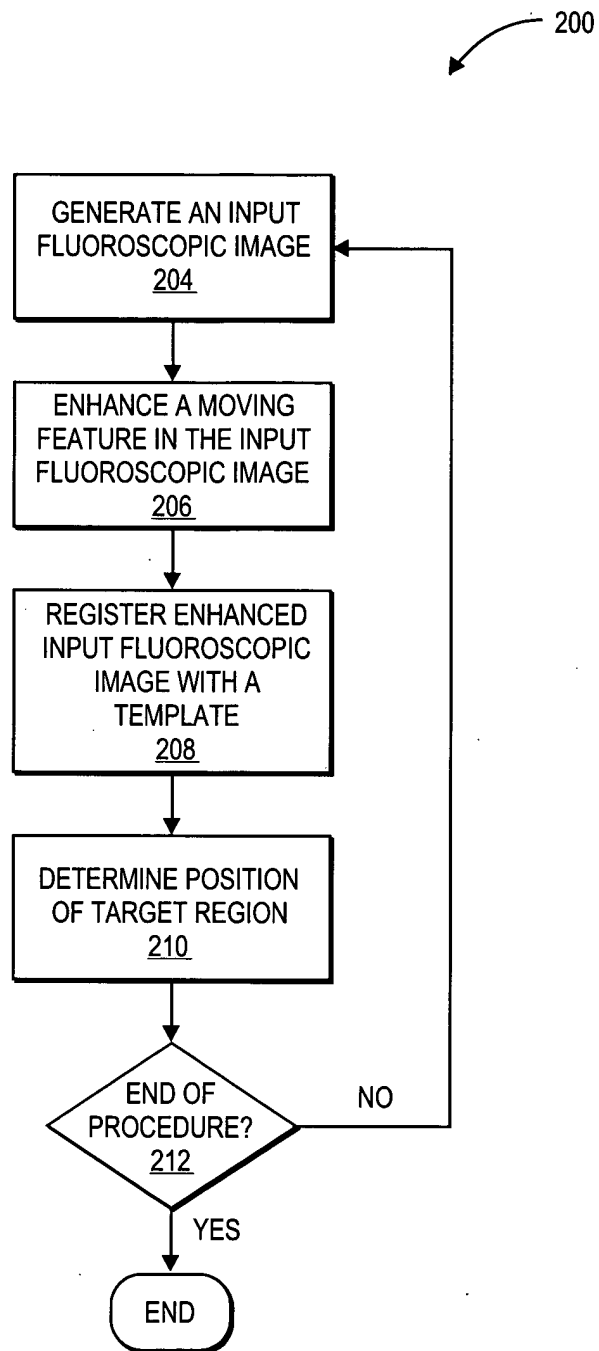 200
GENERATE AN INPUT
FLUOROSCOPIC IMAGE
204
ENHANCE A MOVING
FEATURE IN THE INPUT
FLUOROSCOPIC IMAGE
206
REGISTER ENHANCED
INPUT FLUOROSCOPIC
IMAGE WITH A
TEMPLATE
208
DETERMINE POSITION
OF TARGET REGION
210
END OF
PROCEDURE?
212
NO
YES
END